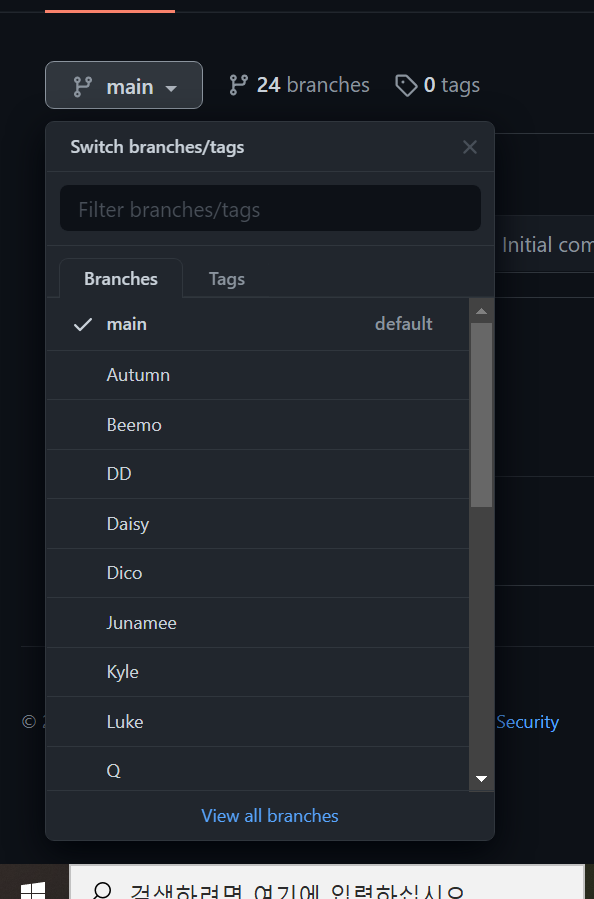 main
24 branches
0 tags
Switch branches/tags
Filter branches/tags
Initial com
Branches
Tags
main default
Autumn
Beemo
DD
Daisy
Dico
Junamee
Kyle
Luke
© 2
Security
Q
View all branches
검색하려면 여기에 입력하십시오